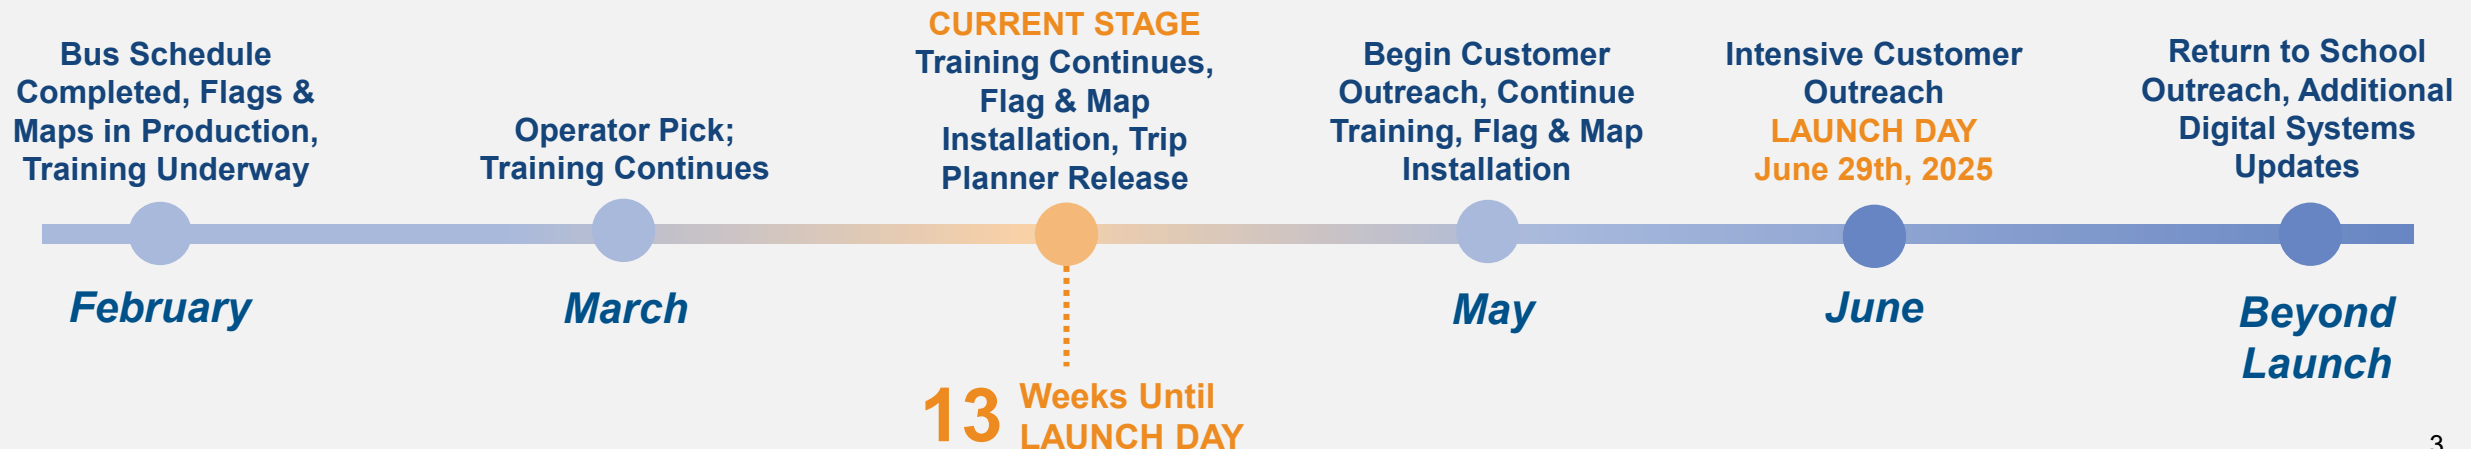 Bus Schedule
Completed, Flags &
Maps in Production,
Training Underway
February
Operator Pick;
Training Continues
March
CURRENT STAGE
Training Continues,
Flag & Map
Installation, Trip
Planner Release
13 Weeks Until
LAUNCH DAY
Begin Customer
Outreach, Continue
Training, Flag & Map
Installation
May
Intensive Customer
Outreach
LAUNCH DAY
June 29th, 2025
June
Return to School
Outreach, Additional
Digital Systems
Updates
Beyond
Launch
3